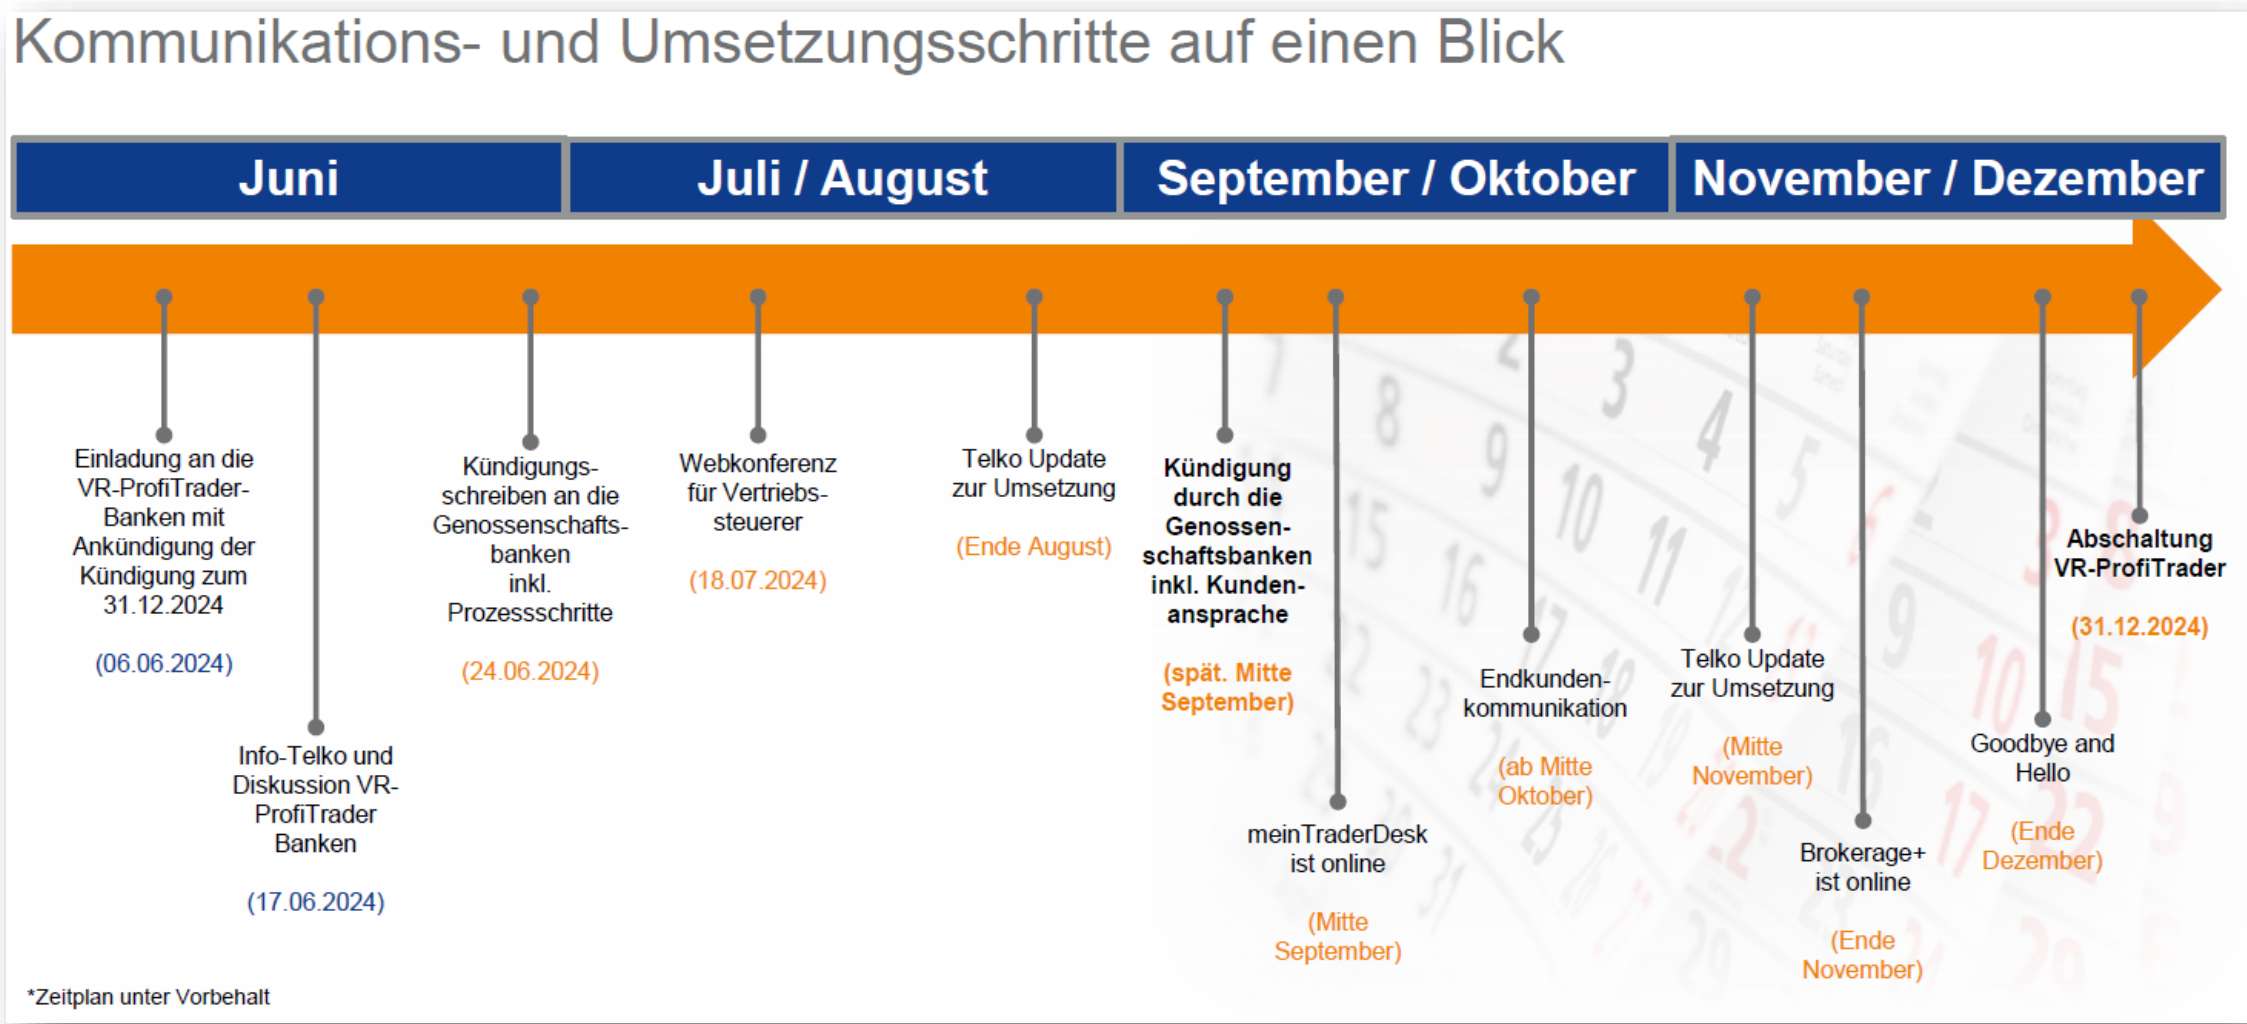 Kommunikations- und Umsetzungsschritte auf einen Blick
Juni
Juli / August
September / Oktober
November / Dezember
Einladung an die
VR-ProfiTrader-
Banken mit
Ankündigung der
Kündigung zum
31.12.2024
(06.06.2024)
Info-Telko und
Diskussion VR-
ProfiTrader
Banken
(17.06.2024)
Kündigungs-
schreiben an die
Genossenschafts-
banken
inkl.
Prozessschritte
(24.06.2024)
Webkonferenz
für Vertriebs-
steuerer
(18.07.2024)
Telko Update
zur Umsetzung
(Ende August)
Kündigung
durch die
Genossen-
schaftsbanken
inkl. Kunden-
ansprache
(spät. Mitte
September)
meinTraderDesk
ist online
(Mitte
September)
Endkunden-
kommunikation
(ab Mitte
Oktober)
Telko Update
zur Umsetzung
(Mitte
November)
Brokerage+
ist online
(Ende
November)
Goodbye and
Hello
(Ende
Dezember)
Abschaltung
VR-ProfiTrader
(31.12.2024)
*Zeitplan unter Vorbehalt